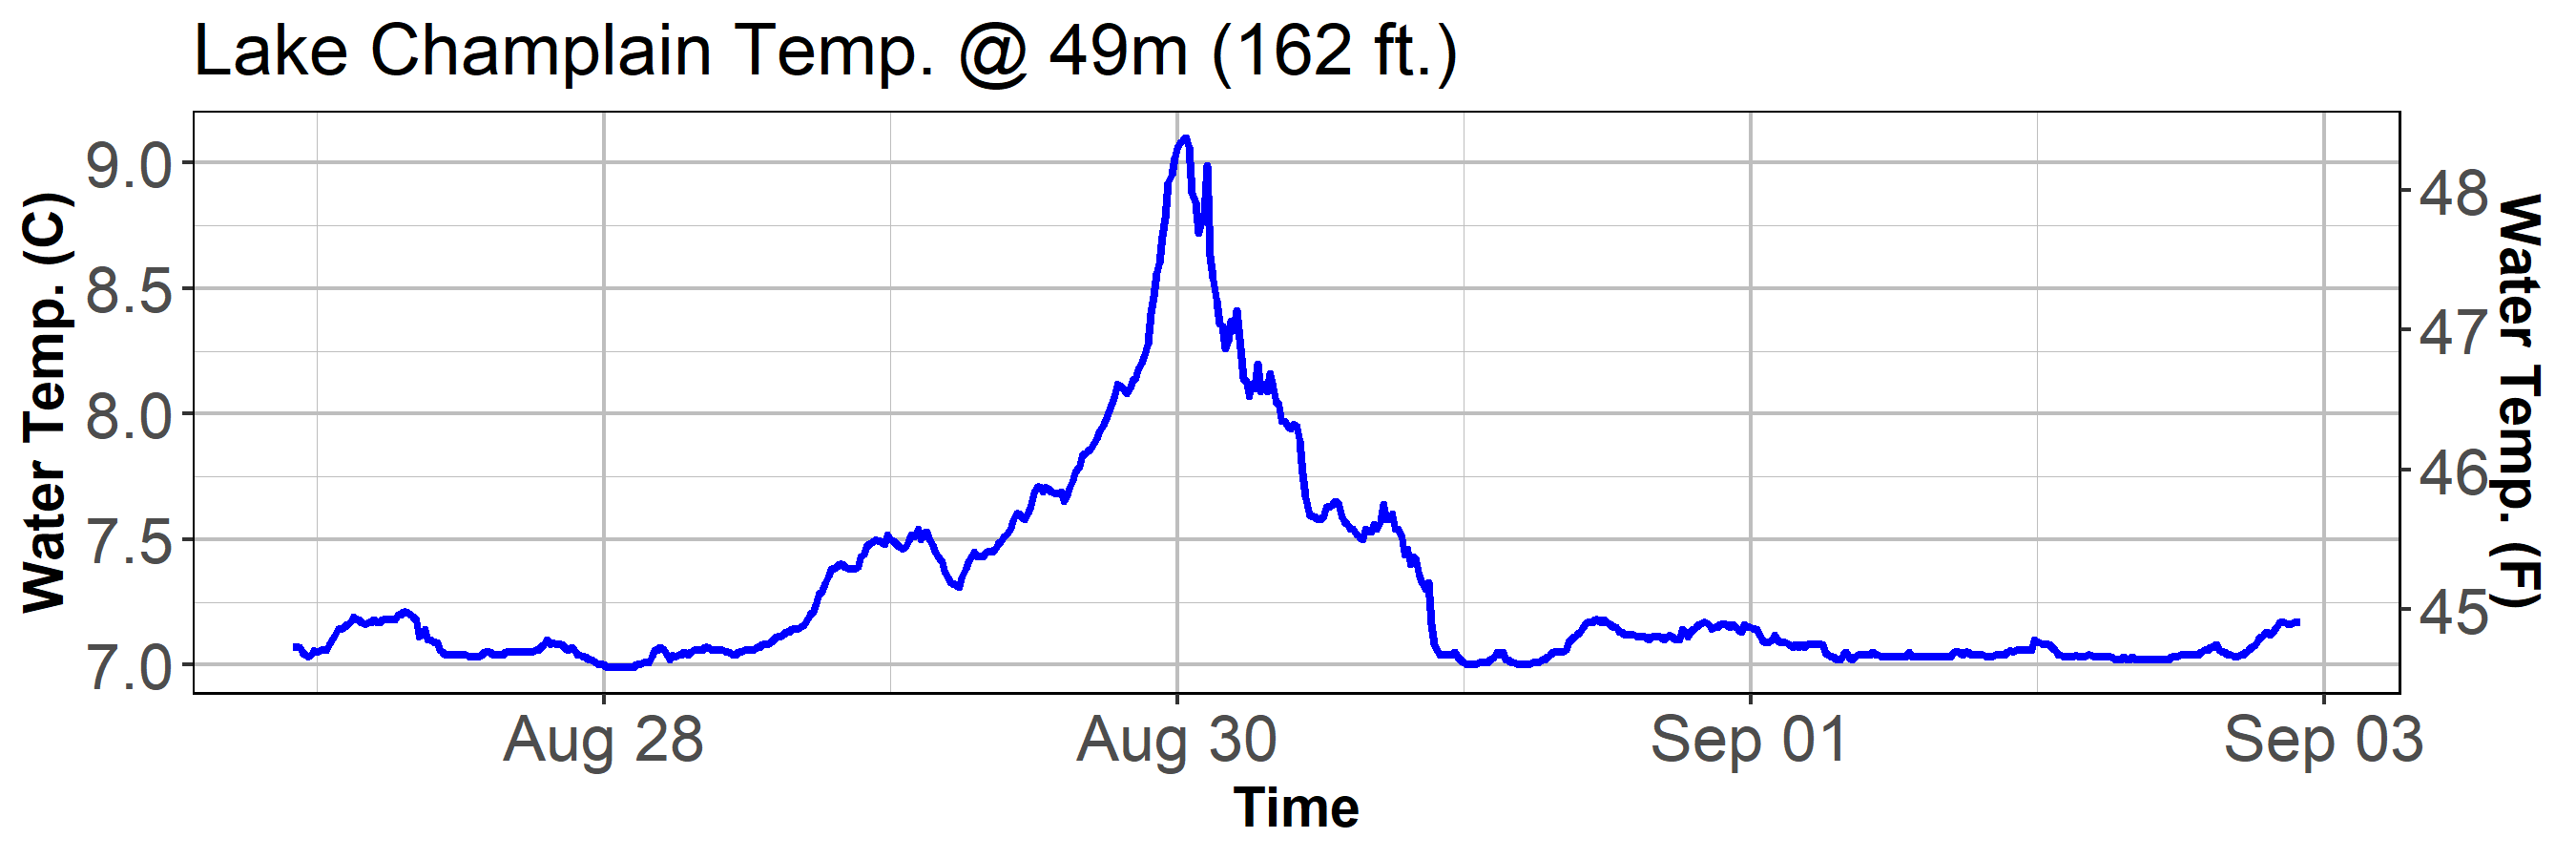 Lake Champlain Temp. @ 49m (162 ft.)
Water Temp. (C)
9.0
8.5
8.0
7.5
7.0
48
47
46
45
Water Temp. (F)
Aug 28
Aug 30
Sep 01
Sep 03
Time